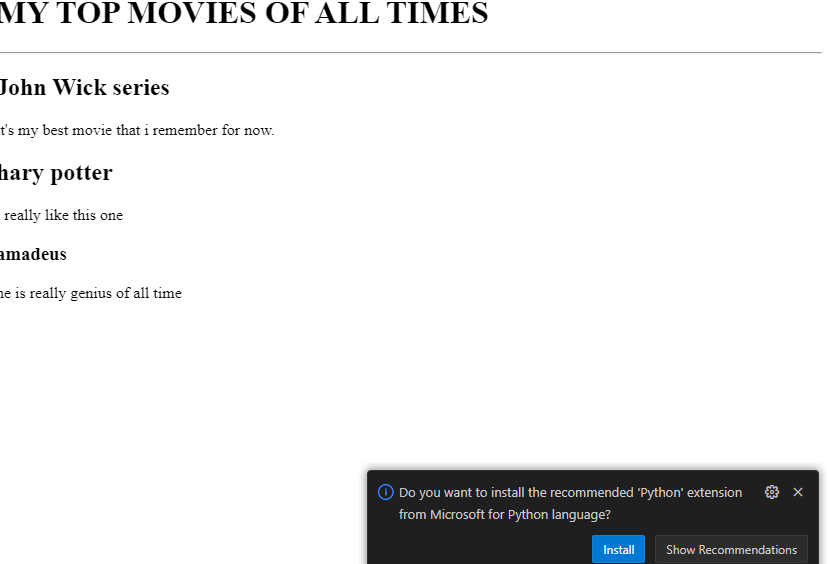 MY TOP MOVIES OF ALL TIMES
John Wick series
t's my best movie that i remember for now.
hary potter
really like this one
amadeus
he is really genius of all time
Do you want to install the recommended 'Python' extension
from Microsoft for Python language?
Install
Show Recommendations